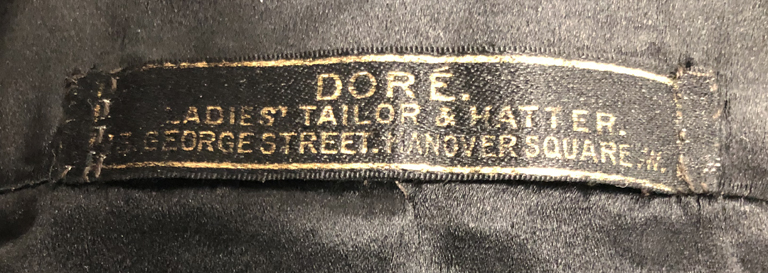 DORÉ.
LADIES' TAILOR & HATTER.
GEORGE STREET. HANOVER SQUARE. W.